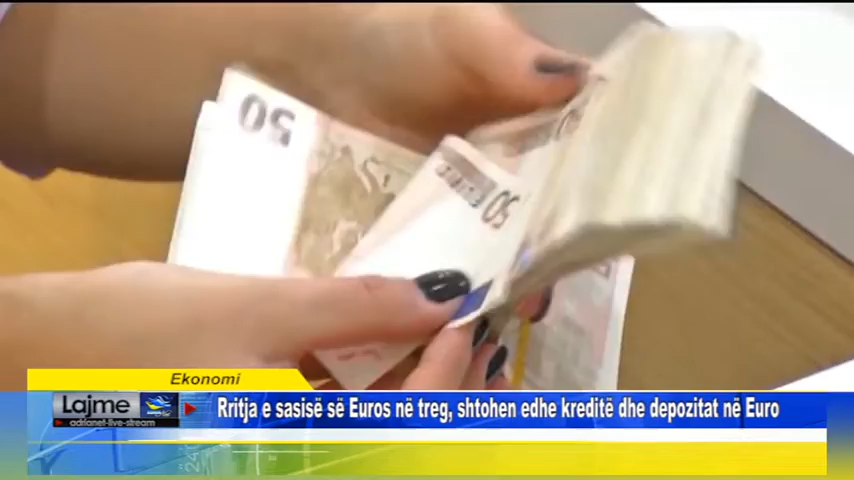 50
50
Ekonomi
Lajme
adrianet-live-stream
Rritja e sasisë së Euros në treg, shtohen edhe kreditë dhe depozitat në Euro